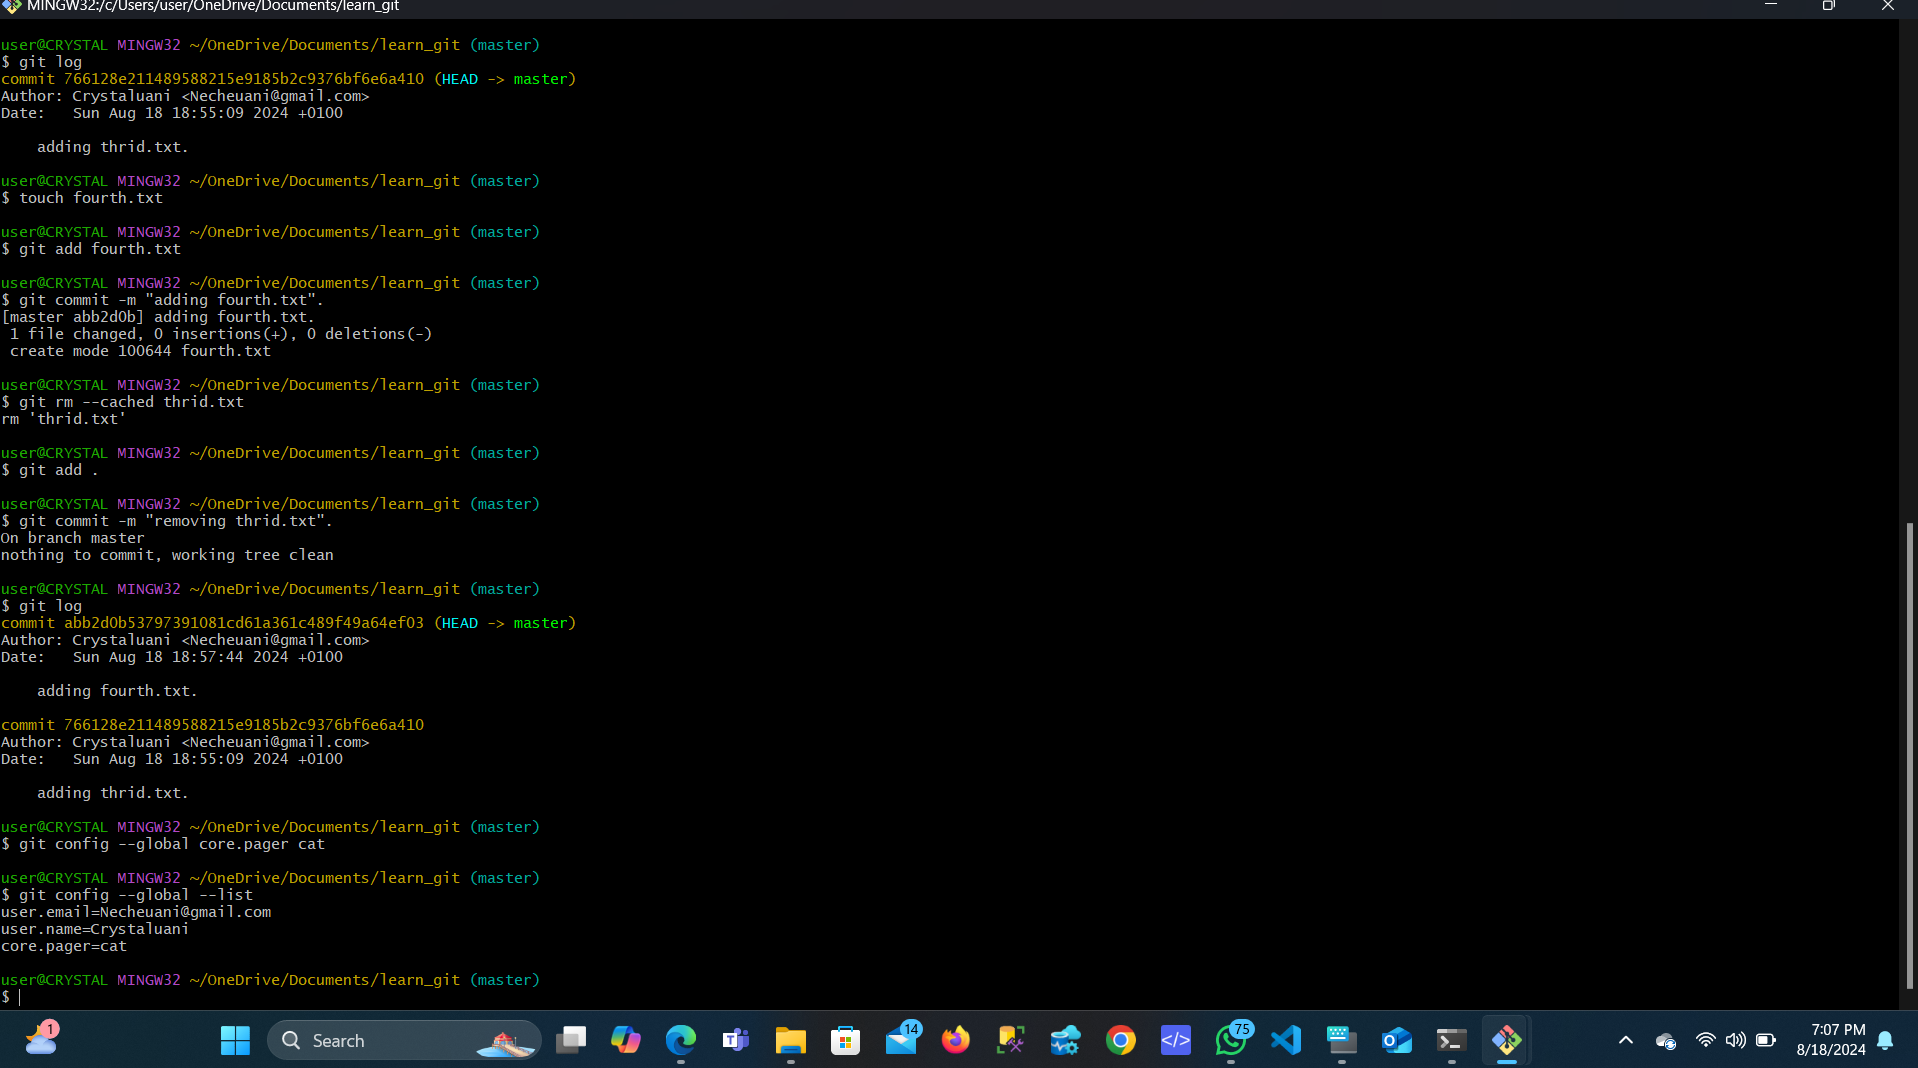 MINGW32:/c/Users/user/OneDrive/Documents/learn_git
user@CRYSTAL MINGW32 ~/OneDrive/Documents/learn_git (master)
$ git log
commit 766128e211489588215e9185b2c9376bf6e6a410 (HEAD -> master)
Author: Crystaluani <Necheuani@gmail.com>
Date:   Sun Aug 18 18:55:09 2024 +0100
    adding thrid.txt.
user@CRYSTAL MINGW32 ~/OneDrive/Documents/learn_git (master)
$ touch fourth.txt
user@CRYSTAL MINGW32 ~/OneDrive/Documents/learn_git (master)
$ git add fourth.txt
user@CRYSTAL MINGW32 ~/OneDrive/Documents/learn_git (master)
$ git commit -m "adding fourth.txt".
[master abb2d0b] adding fourth.txt.
 1 file changed, 0 insertions(+), 0 deletions(-)
 create mode 100644 fourth.txt
user@CRYSTAL MINGW32 ~/OneDrive/Documents/learn_git (master)
$ git rm --cached thrid.txt
rm 'thrid.txt'
user@CRYSTAL MINGW32 ~/OneDrive/Documents/learn_git (master)
$ git add .
user@CRYSTAL MINGW32 ~/OneDrive/Documents/learn_git (master)
$ git commit -m "removing thrid.txt".
On branch master
nothing to commit, working tree clean
user@CRYSTAL MINGW32 ~/OneDrive/Documents/learn_git (master)
$ git log
commit abb2d0b53797391081cd61a361c489f49a64ef03 (HEAD -> master)
Author: Crystaluani <Necheuani@gmail.com>
Date:   Sun Aug 18 18:57:44 2024 +0100
    adding fourth.txt.
commit 766128e211489588215e9185b2c9376bf6e6a410
Author: Crystaluani <Necheuani@gmail.com>
Date:   Sun Aug 18 18:55:09 2024 +0100
    adding thrid.txt.
user@CRYSTAL MINGW32 ~/OneDrive/Documents/learn_git (master)
$ git config --global core.pager cat
user@CRYSTAL MINGW32 ~/OneDrive/Documents/learn_git (master)
$ git config --global --list
user.email=Necheuani@gmail.com
user.name=Crystaluani
core.pager=cat
user@CRYSTAL MINGW32 ~/OneDrive/Documents/learn_git (master)
$
1
Search
14
75
7:07 PM
8/18/2024